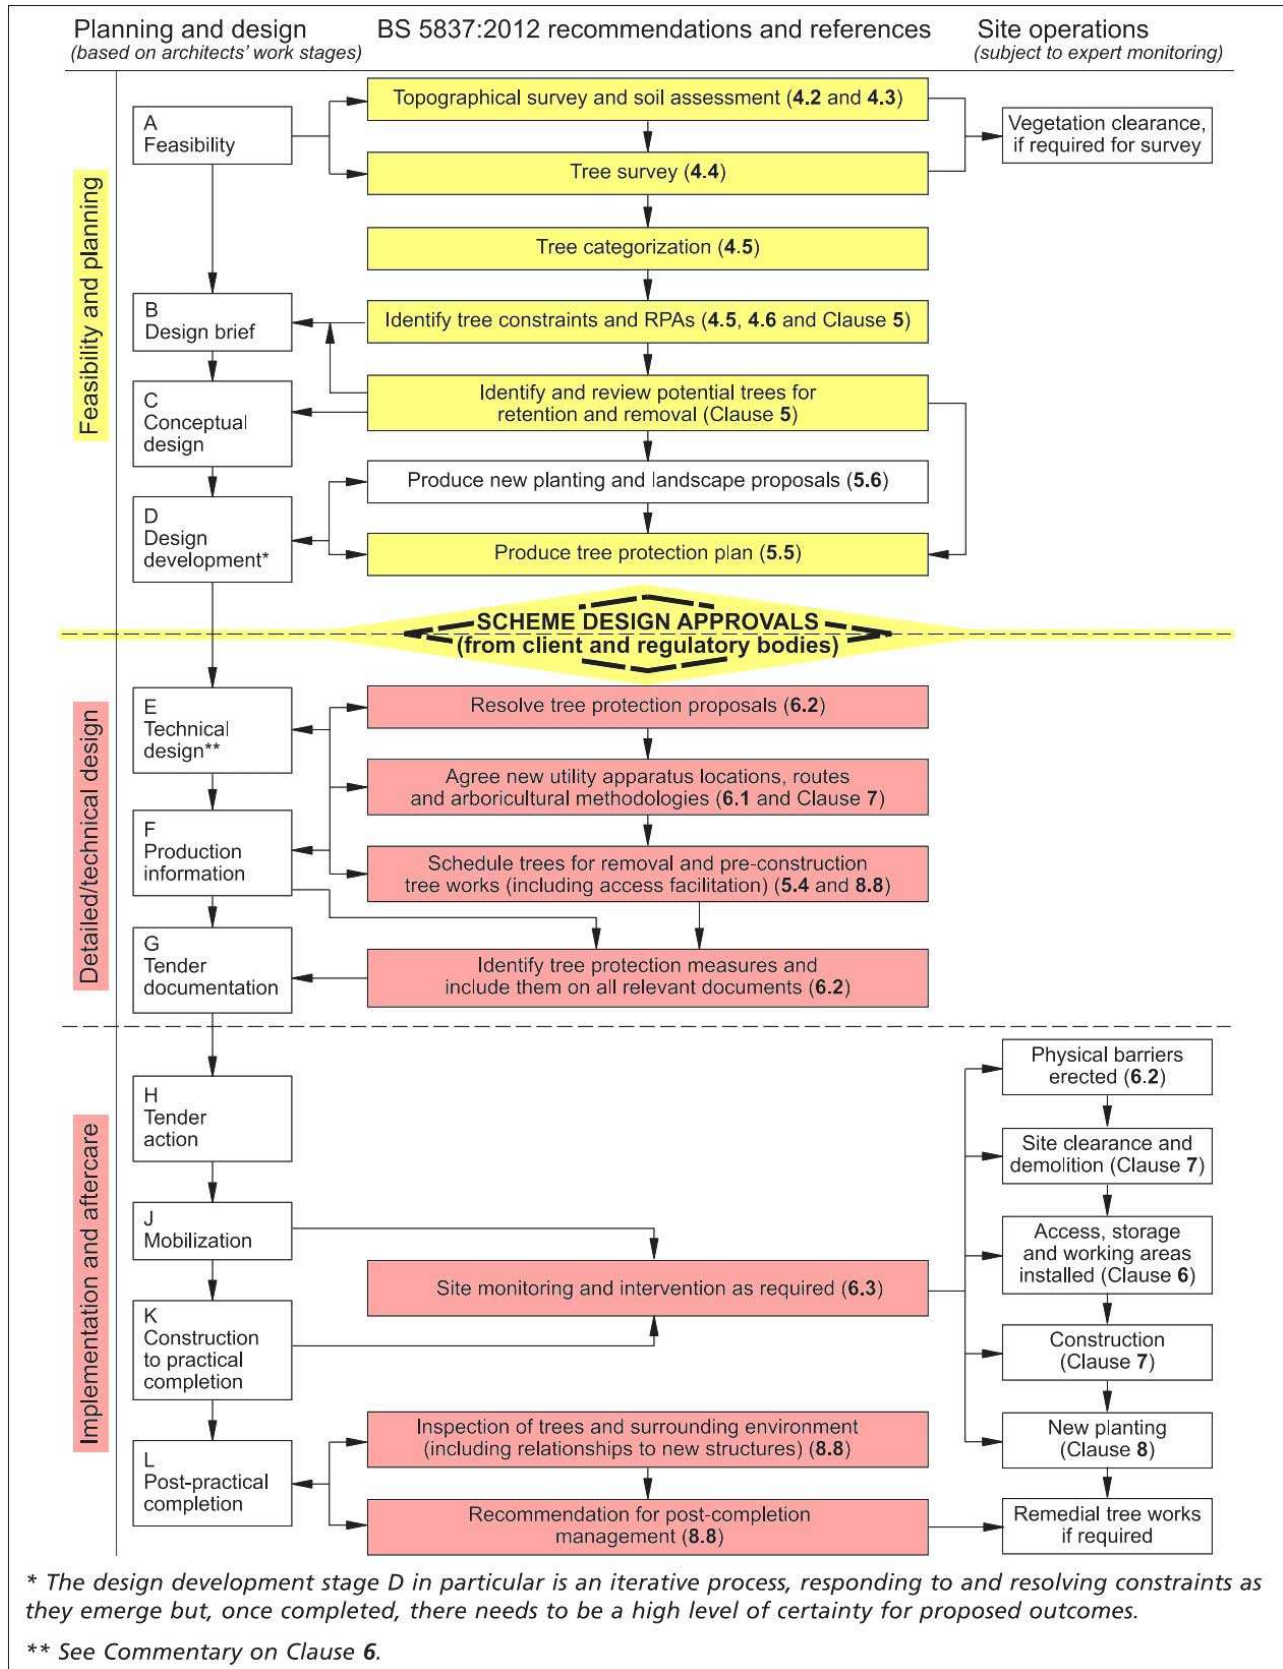 Planning and design
(based on architects' work stages)
BS 5837:2012 recommendations and references
Site operations
(subject to expert monitoring)
Feasibility and planning
A
Feasibility
Topographical survey and soil assessment (4.2 and 4.3)
Vegetation clearance,
if required for survey
Tree survey (4.4)
Tree categorization (4.5)
B
Design brief
Identify tree constraints and RPAs (4.5, 4.6 and Clause 5)
C
Conceptual
design
Identify and review potential trees for
retention and removal (Clause 5)
Produce new planting and landscape proposals (5.6)
D
Design
development*
Produce tree protection plan (5.5)
SCHEME DESIGN APPROVALS
(from client and regulatory bodies)
Detailed/technical design
E
Technical
design**
Resolve tree protection proposals (6.2)
Agree new utility apparatus locations, routes
and arboricultural methodologies (6.1 and Clause 7)
F
Production
information
Schedule trees for removal and pre-construction
tree works (including access facilitation) (5.4 and 8.8)
G
Tender
documentation
Identify tree protection measures and
include them on all relevant documents (6.2)
Implementation and aftercare
H
Tender
action
Physical barriers
erected (6.2)
Site clearance and
demolition (Clause 7)
J
Mobilization
Access, storage
and working areas
installed (Clause 6)
Site monitoring and intervention as required (6.3)
K
Construction
to practical
completion
Construction
(Clause 7)
New planting
(Clause 8)
L
Post-practical
completion
Inspection of trees and surrounding environment
(including relationships to new structures) (8.8)
Recommendation for post-completion
management (8.8)
Remedial tree works
if required
* The design development stage D in particular is an iterative process, responding to and resolving constraints as
they emerge but, once completed, there needs to be a high level of certainty for proposed outcomes.
** See Commentary on Clause 6.